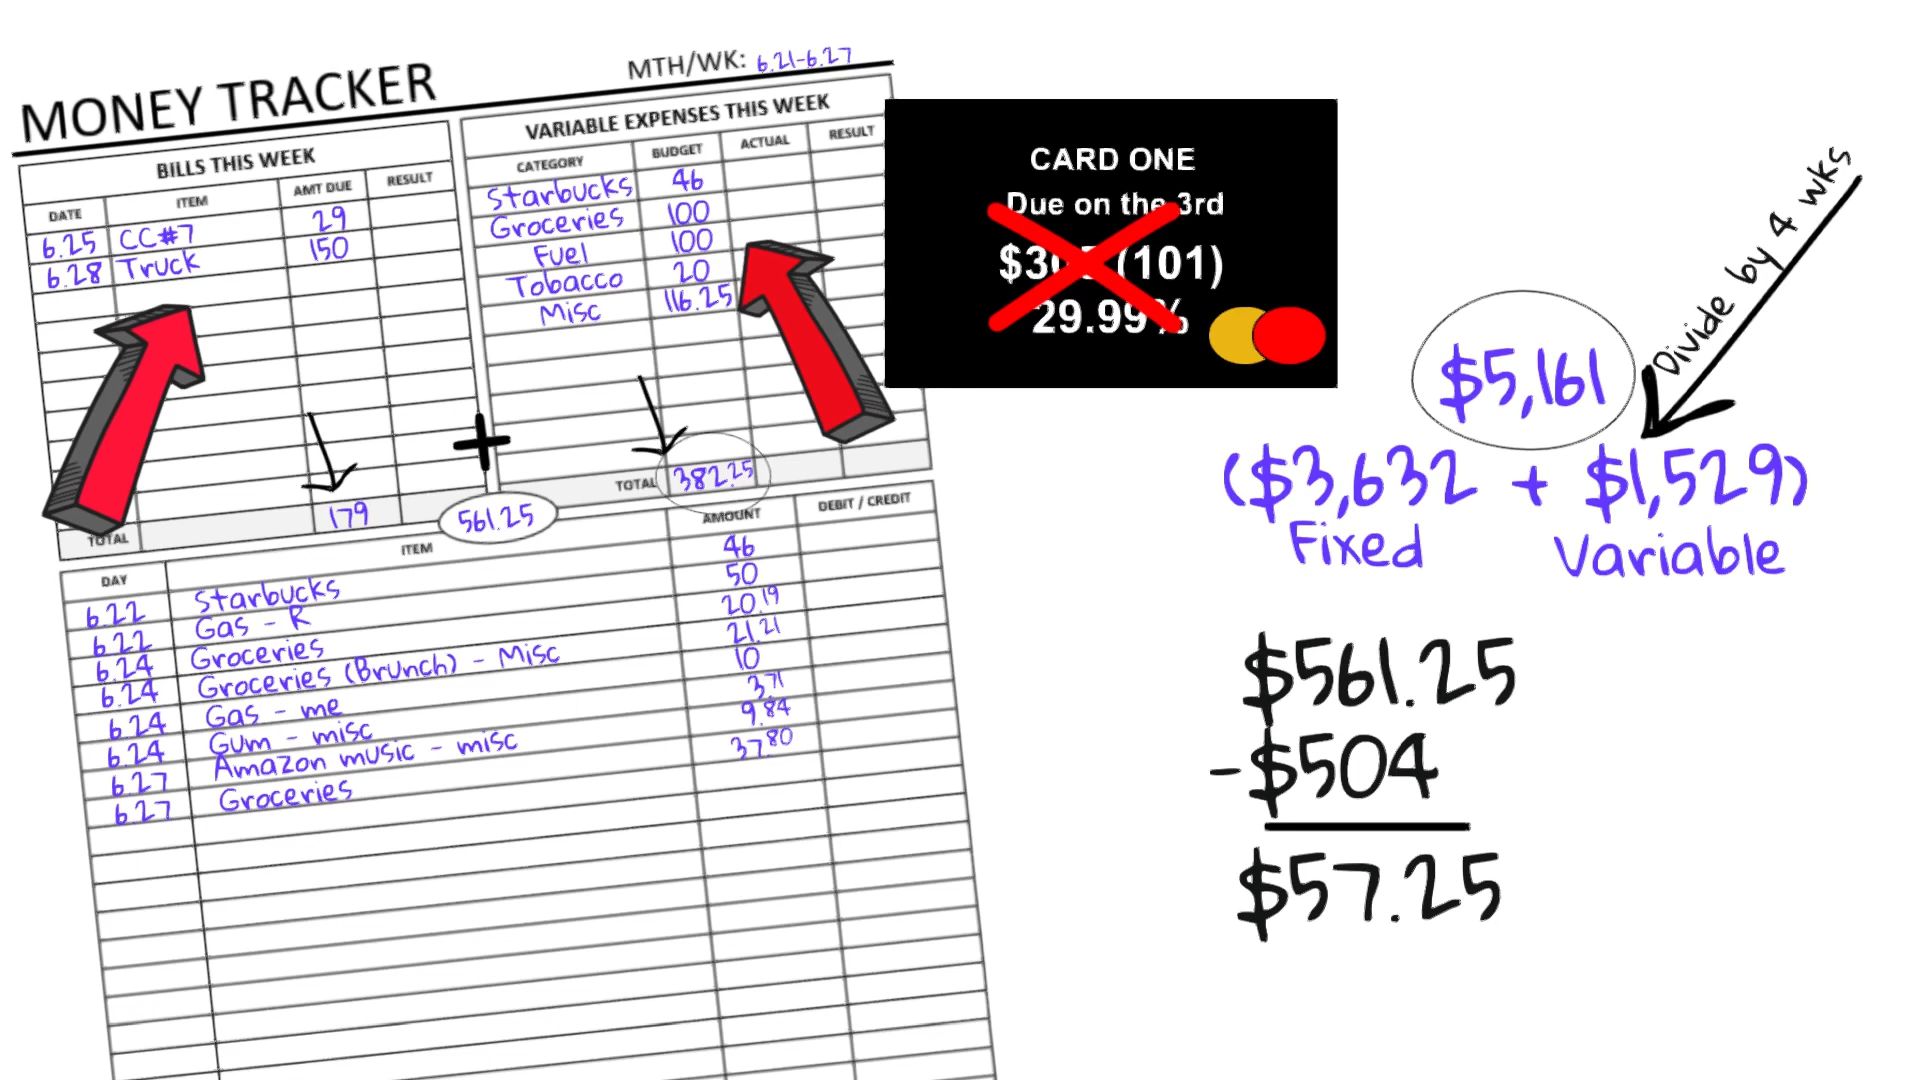 MONEY TRACKER
MTH/WK: 6.21-6.27
BILLS THIS WEEK
DATE ITEM AMT DUE RESULT
6.25 CC#7 29
6.28 Truck 150
TOTAL 179
VARIABLE EXPENSES THIS WEEK
CATEGORY BUDGET ACTUAL RESULT
Starbucks 46
Groceries 100
Fuel 100
Tobacco 20
Misc 116.25
TOTAL 382.25
+
561.25
DAY ITEM AMOUNT DEBIT / CREDIT
6.22 Starbucks 46
6.22 Gas - R 50
6.24 Groceries 20.19
6.24 Groceries (Brunch) - Misc 21.21
6.24 Gas - me 10
6.24 Gum - misc 3.71
6.27 Amazon music - misc 9.84
6.27 Groceries 37.80
CARD ONE
Due on the 3rd
(101)
29.99%
Divide by 4 wks
$5,161
($3,632 + $1,529)
Fixed Variable
$561.25
-$504
$57.25